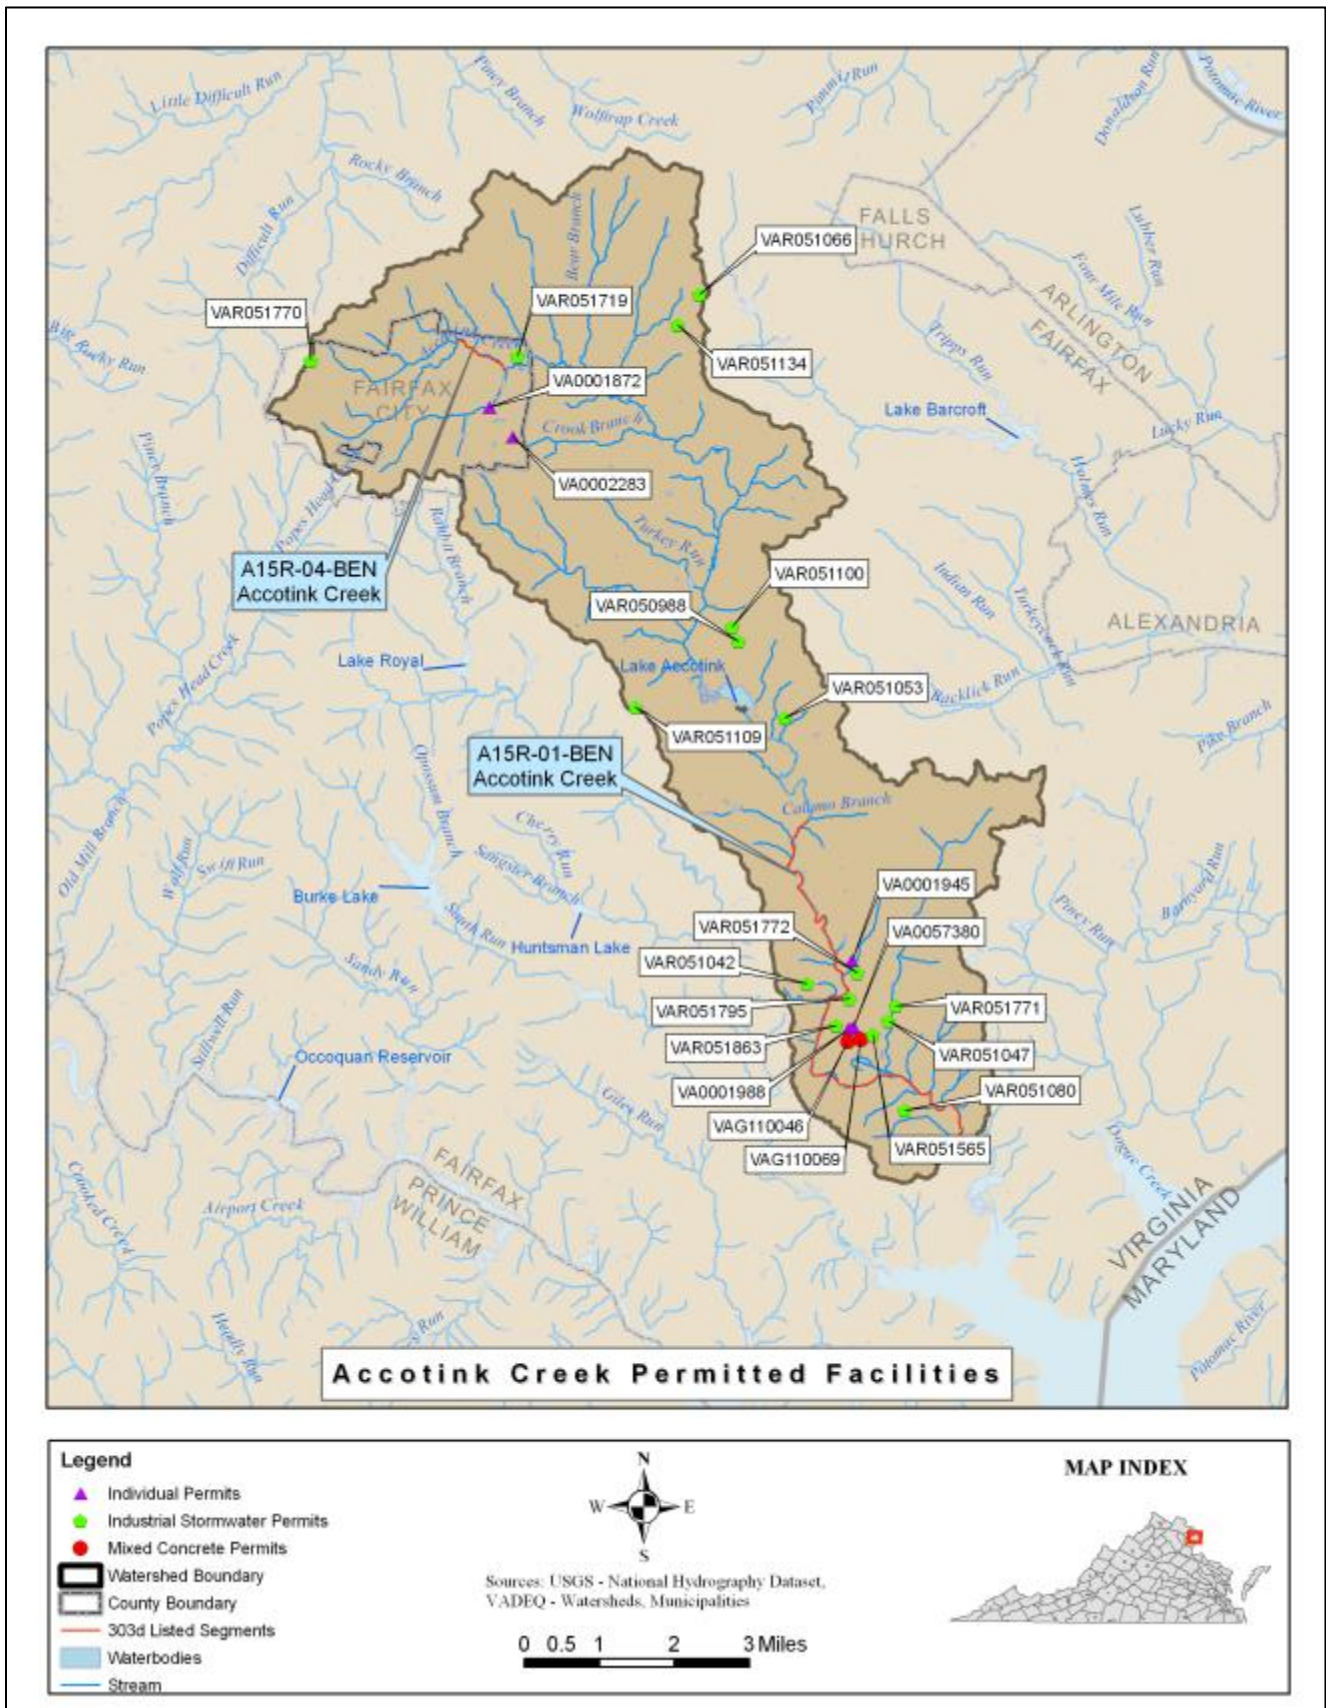 Little Difficult Run
Piney Branch
Wolftrap Creek
Pimmit Run
Donaldson Run
Potomac River
Rocky Branch
Difficult Run
Bear Branch
FALLS
CHURCH
Lubber Run
Four Mile Run
VAR051066
VAR051770
VAR051719
ARLINGTON
FAIRFAX
Big Rocky Run
Tripps Run
VAR051134
VA0001872
FAIRFAX
CITY
Lake Barcroft
Lucky Run
Crook Branch
Piney Branch
VA0002283
Holmes Run
Popes Head
Rabbit Branch
Turkey Run
A15R-04-BEN
Accotink Creek
VAR051100
VAR050988
Indian Run
Turkeycock Run
ALEXANDRIA
Lake Royal
Lake Accotink
VAR051053
Backlick Run
Popes Head Creek
VAR051109
Pike Branch
A15R-01-BEN
Accotink Creek
Opossum Branch
Calamo Branch
Old Mill Branch
Wolf Run
Swift Run
Cherry Run
Sangster Branch
Burke Lake
VA0001945
Barnyard Run
Piney Run
South Run
Huntsman Lake
VAR051772
VA0057380
VAR051042
Sandy Run
VAR051795
VAR051771
Stillwell Run
VAR051863
VAR051047
Occoquan Reservoir
VA0001988
VAR051080
Giles Run
VAG110046
VAG110069
VAR051565
Dogue Creek
FAIRFAX
PRINCE
WILLIAM
Crooked Creek
Airport Creek
VIRGINIA
MARYLAND
Hoadly Run
Run
Potomac River
Accotink Creek Permitted Facilities
Legend
Individual Permits
Industrial Stormwater Permits
Mixed Concrete Permits
Watershed Boundary
County Boundary
303d Listed Segments
Waterbodies
Stream
N
W E
S
Sources: USGS - National Hydrography Dataset,
VADEQ - Watersheds, Municipalities
0 0.5 1 2 3 Miles
MAP INDEX